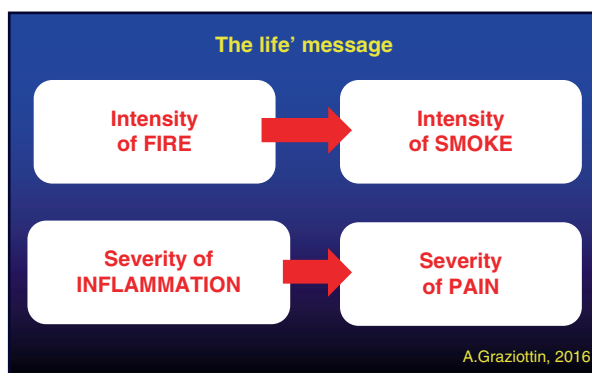 The life' message
Intensity
of FIRE
Intensity
of SMOKE
Severity of
INFLAMMATION
Severity
of PAIN
A.Graziottin, 2016